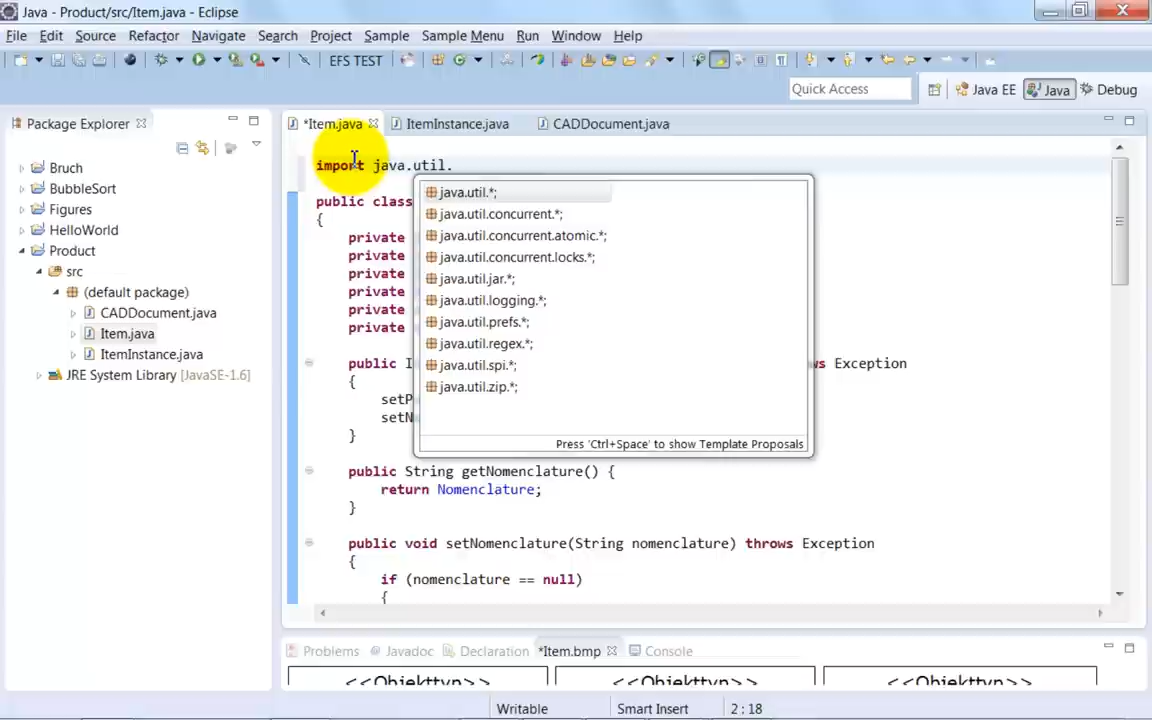 Java - Product/src/Item.java - Eclipse
File Edit Source Refactor Navigate Search Project Sample Sample Menu Run Window Help
EFS TEST
Quick Access Java EE Java Debug
Package Explorer
Bruch
BubbleSort
Figures
HelloWorld
Product
src
(default package)
CADDocument.java
Item.java
ItemInstance.java
JRE System Library [JavaSE-1.6]
*Item.java ItemInstance.java CADDocument.java
import java.util.
public class
{
private
private
private
private
private
private
java.util.*;
java.util.concurrent.*;
java.util.concurrent.atomic.*;
java.util.concurrent.locks.*;
java.util.jar.*;
java.util.logging.*;
java.util.prefs.*;
java.util.regex.*;
java.util.spi.*;
java.util.zip.*;
Press 'Ctrl+Space' to show Template Proposals
public I ws Exception
{
setP
setN
}
public String getNomenclature() {
return Nomenclature;
}
public void setNomenclature(String nomenclature) throws Exception
{
if (nomenclature == null)
{
Problems @ Javadoc Declaration *Item.bmp Console
<<Objekttyp>> <<Objekttyp>> <<Objekttyp>>
Writable Smart Insert 2 : 18